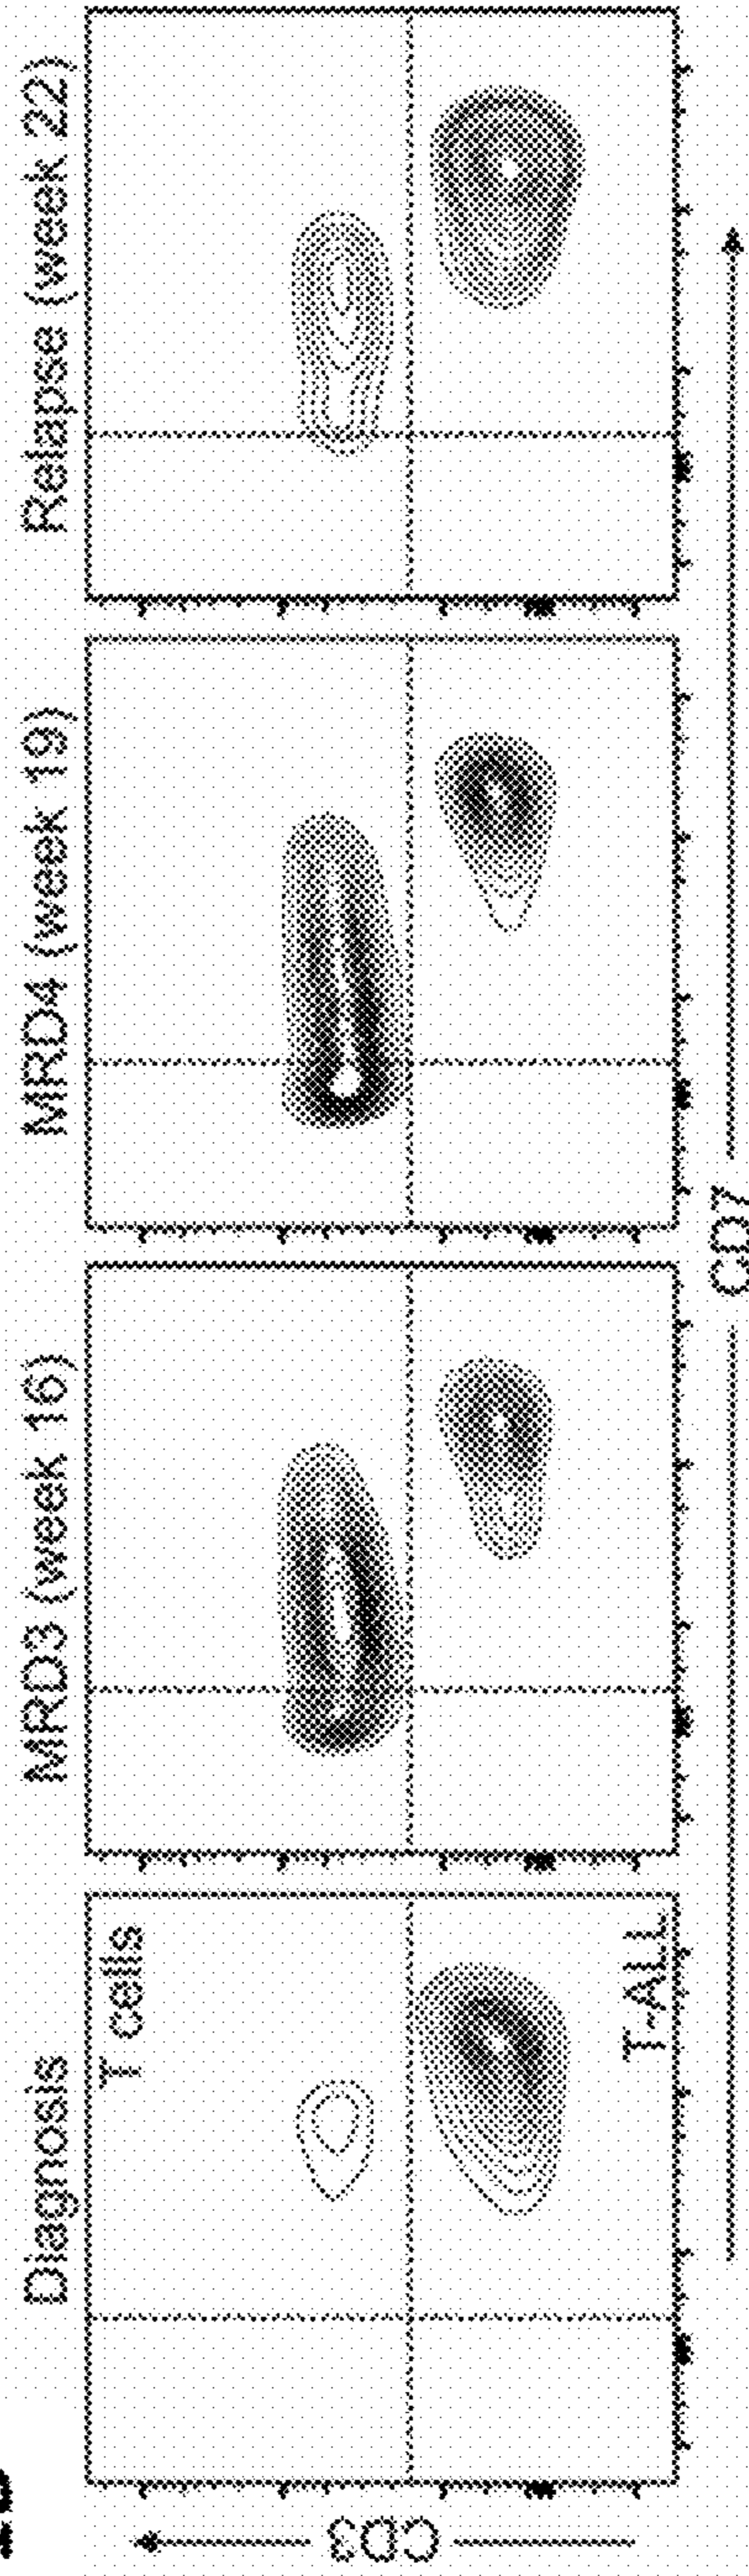 Diagnosis
MRD3 (week 16)
MRD4 (week 19)
Relapse (week 22)
T cells
T-ALL
CD3
CD7